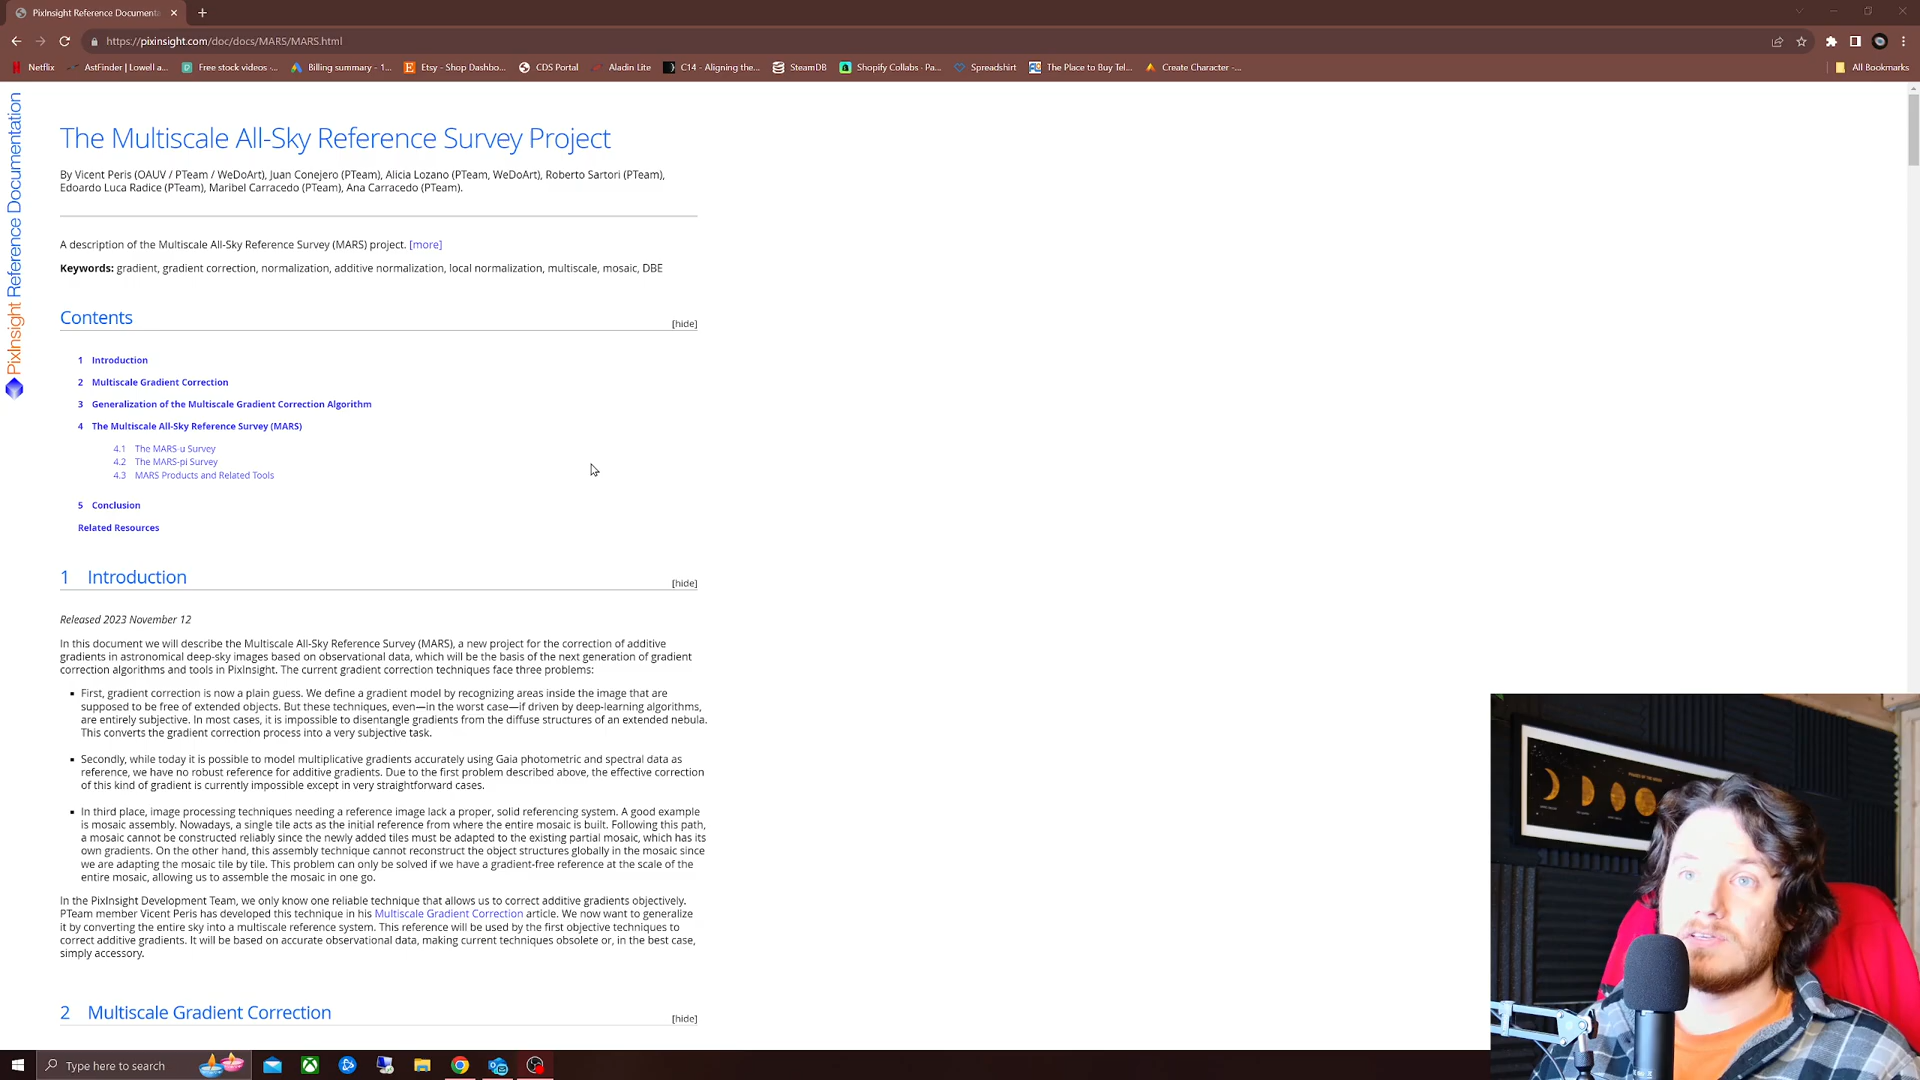 PixInsight Reference Documenta
https://pixinsight.com/doc/docs/MARS/MARS.html
Netflix
AstFinder | Lowell a...
Free stock videos -...
Billing summary - 1...
Etsy - Shop Dashbo...
CDS Portal
Aladin Lite
C14 - Aligning the...
SteamDB
Shopify Collabs - Pa...
Spreadshirt
The Place to Buy Tel...
Create Character -...
All Bookmarks
PixInsight Reference Documentation
The Multiscale All-Sky Reference Survey Project
By Vicent Peris (OAUV / PTeam / WeDoArt), Juan Conejero (PTeam), Alicia Lozano (PTeam, WeDoArt), Roberto Sartori (PTeam),
Edoardo Luca Radice (PTeam), Maribel Carracedo (PTeam), Ana Carracedo (PTeam).
A description of the Multiscale All-Sky Reference Survey (MARS) project. [more]
Keywords: gradient, gradient correction, normalization, additive normalization, local normalization, multiscale, mosaic, DBE
Contents
[hide]
1 Introduction
2 Multiscale Gradient Correction
3 Generalization of the Multiscale Gradient Correction Algorithm
4 The Multiscale All-Sky Reference Survey (MARS)
4.1 The MARS-u Survey
4.2 The MARS-pi Survey
4.3 MARS Products and Related Tools
5 Conclusion
Related Resources
1 Introduction
[hide]
Released 2023 November 12
In this document we will describe the Multiscale All-Sky Reference Survey (MARS), a new project for the correction of additive
gradients in astronomical deep-sky images based on observational data, which will be the basis of the next generation of gradient
correction algorithms and tools in PixInsight. The current gradient correction techniques face three problems:
▪ First, gradient correction is now a plain guess. We define a gradient model by recognizing areas inside the image that are
supposed to be free of extended objects. But these techniques, even—in the worst case—if driven by deep-learning algorithms,
are entirely subjective. In most cases, it is impossible to disentangle gradients from the diffuse structures of an extended nebula.
This converts the gradient correction process into a very subjective task.
▪ Secondly, while today it is possible to model multiplicative gradients accurately using Gaia photometric and spectral data as
reference, we have no robust reference for additive gradients. Due to the first problem described above, the effective correction
of this kind of gradient is currently impossible except in very straightforward cases.
▪ In third place, image processing techniques needing a reference image lack a proper, solid referencing system. A good example
is mosaic assembly. Nowadays, a single tile acts as the initial reference from where the entire mosaic is built. Following this path,
a mosaic cannot be constructed reliably since the newly added tiles must be adapted to the existing partial mosaic, which has its
own gradients. On the other hand, this assembly technique cannot reconstruct the object structures globally in the mosaic since
we are adapting the mosaic tile by tile. This problem can only be solved if we have a gradient-free reference at the scale of the
entire mosaic, allowing us to assemble the mosaic in one go.
In the PixInsight Development Team, we only know one reliable technique that allows us to correct additive gradients objectively.
PTeam member Vicent Peris has developed this technique in his Multiscale Gradient Correction article. We now want to generalize
it by converting the entire sky into a multiscale reference system. This reference will be used by the first objective techniques to
correct additive gradients. It will be based on accurate observational data, making current techniques obsolete or, in the best case,
simply accessory.
2 Multiscale Gradient Correction
[hide]
Type here to search